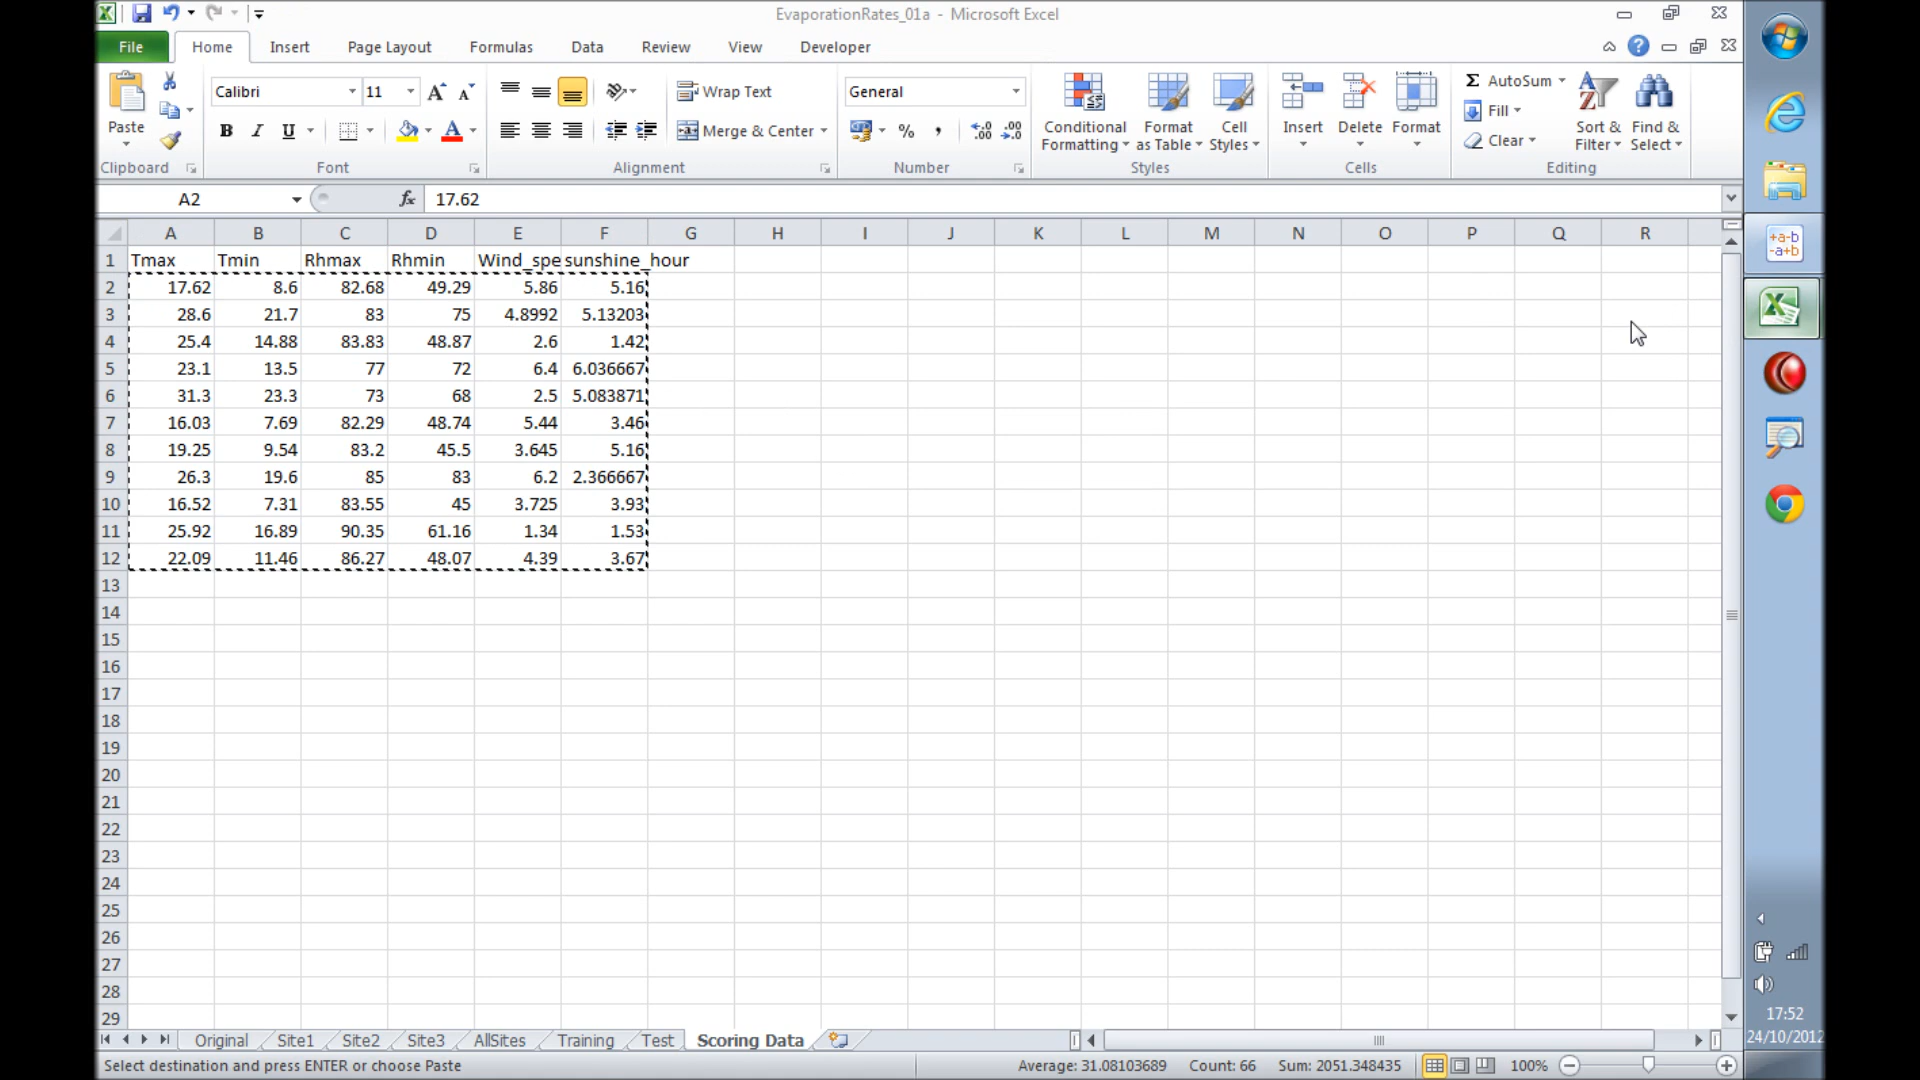 EvaporationRates_01a - Microsoft Excel
File Home Insert Page Layout Formulas Data Review View Developer
Calibri 11 Wrap Text General AutoSum
Fill
Paste Merge & Center Conditional Formatting Format as Table Cell Styles Insert Delete Format Clear Sort & Filter Find & Select
Clipboard Font Alignment Number Styles Cells Editing
A2 fx 17.62
A B C D E F G H I J K L M N O P Q R
1 Tmax Tmin Rhmax Rhmin Wind_spe sunshine_hour
2 17.62 8.6 82.68 49.29 5.86 5.16
3 28.6 21.7 83 75 4.8992 5.13203
4 25.4 14.88 83.83 48.87 2.6 1.42
5 23.1 13.5 77 72 6.4 6.036667
6 31.3 23.3 73 68 2.5 5.083871
7 16.03 7.69 82.29 48.74 5.44 3.46
8 19.25 9.54 83.2 45.5 3.645 5.16
9 26.3 19.6 85 83 6.2 2.366667
10 16.52 7.31 83.55 45 3.725 3.93
11 25.92 16.89 90.35 61.16 1.34 1.53
12 22.09 11.46 86.27 48.07 4.39 3.67
13
14
15
16
17
18
19
20
21
22
23
24
25
26
27
28
29
Original Site1 Site2 Site3 AllSites Training Test Scoring Data
Select destination and press ENTER or choose Paste Average: 31.08103689 Count: 66 Sum: 2051.348435 100%
+a-b
-a+b
17:52
24/10/2012